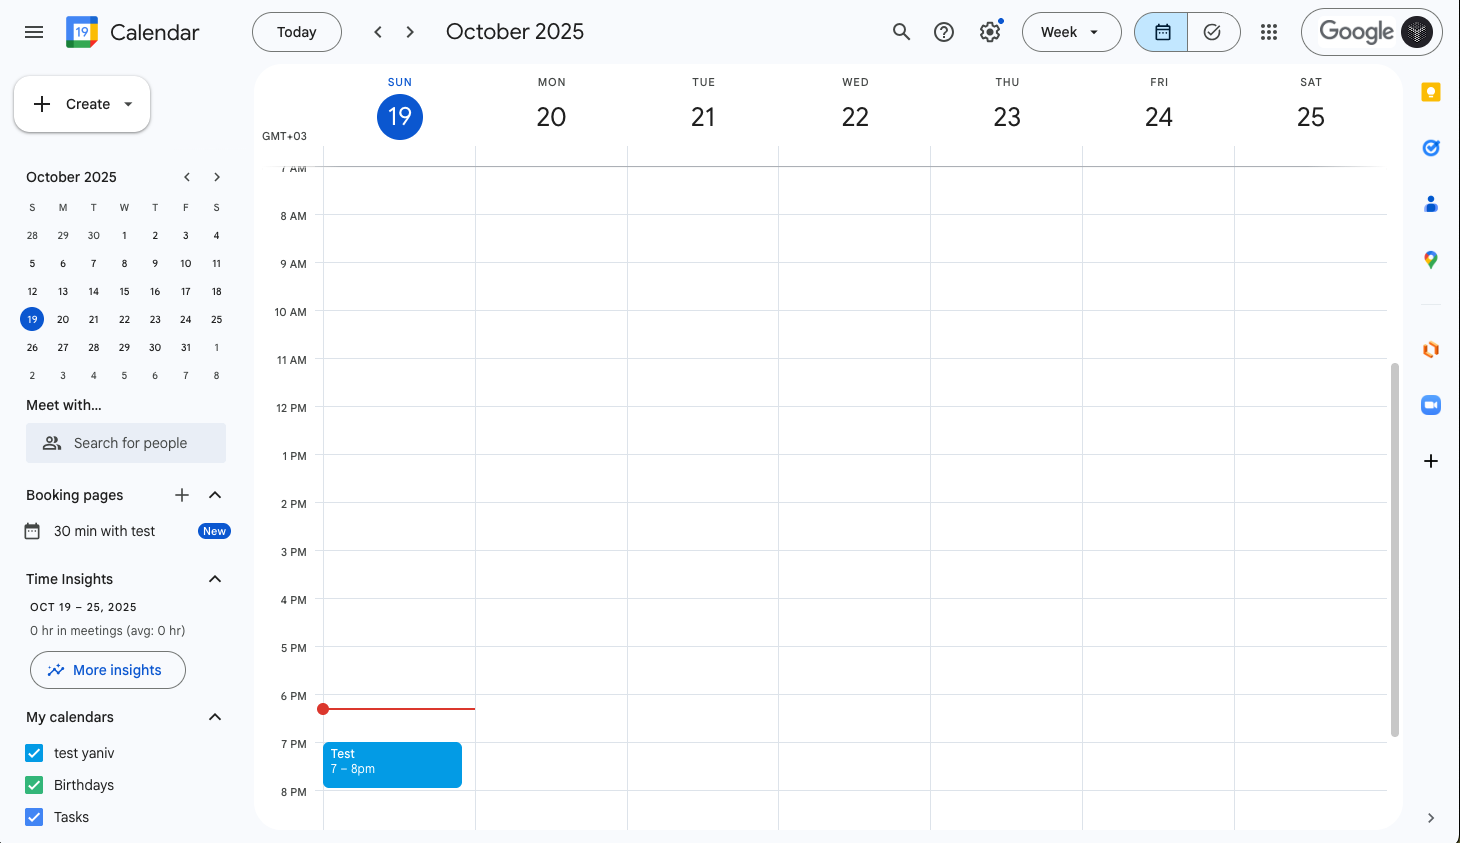 19 Calendar
Today
October 2025
Week
Google
Create
October 2025
S M T W T F S
28 29 30 1 2 3 4
5 6 7 8 9 10 11
12 13 14 15 16 17 18
19 20 21 22 23 24 25
26 27 28 29 30 31 1
2 3 4 5 6 7 8
Meet with...
Search for people
Booking pages
30 min with test New
Time Insights
OCT 19 – 25, 2025
0 hr in meetings (avg: 0 hr)
More insights
My calendars
test yaniv
Birthdays
Tasks
SUN MON TUE WED THU FRI SAT
19 20 21 22 23 24 25
GMT+03
7 AM
8 AM
9 AM
10 AM
11 AM
12 PM
1 PM
2 PM
3 PM
4 PM
5 PM
6 PM
7 PM
Test
7 – 8pm
8 PM